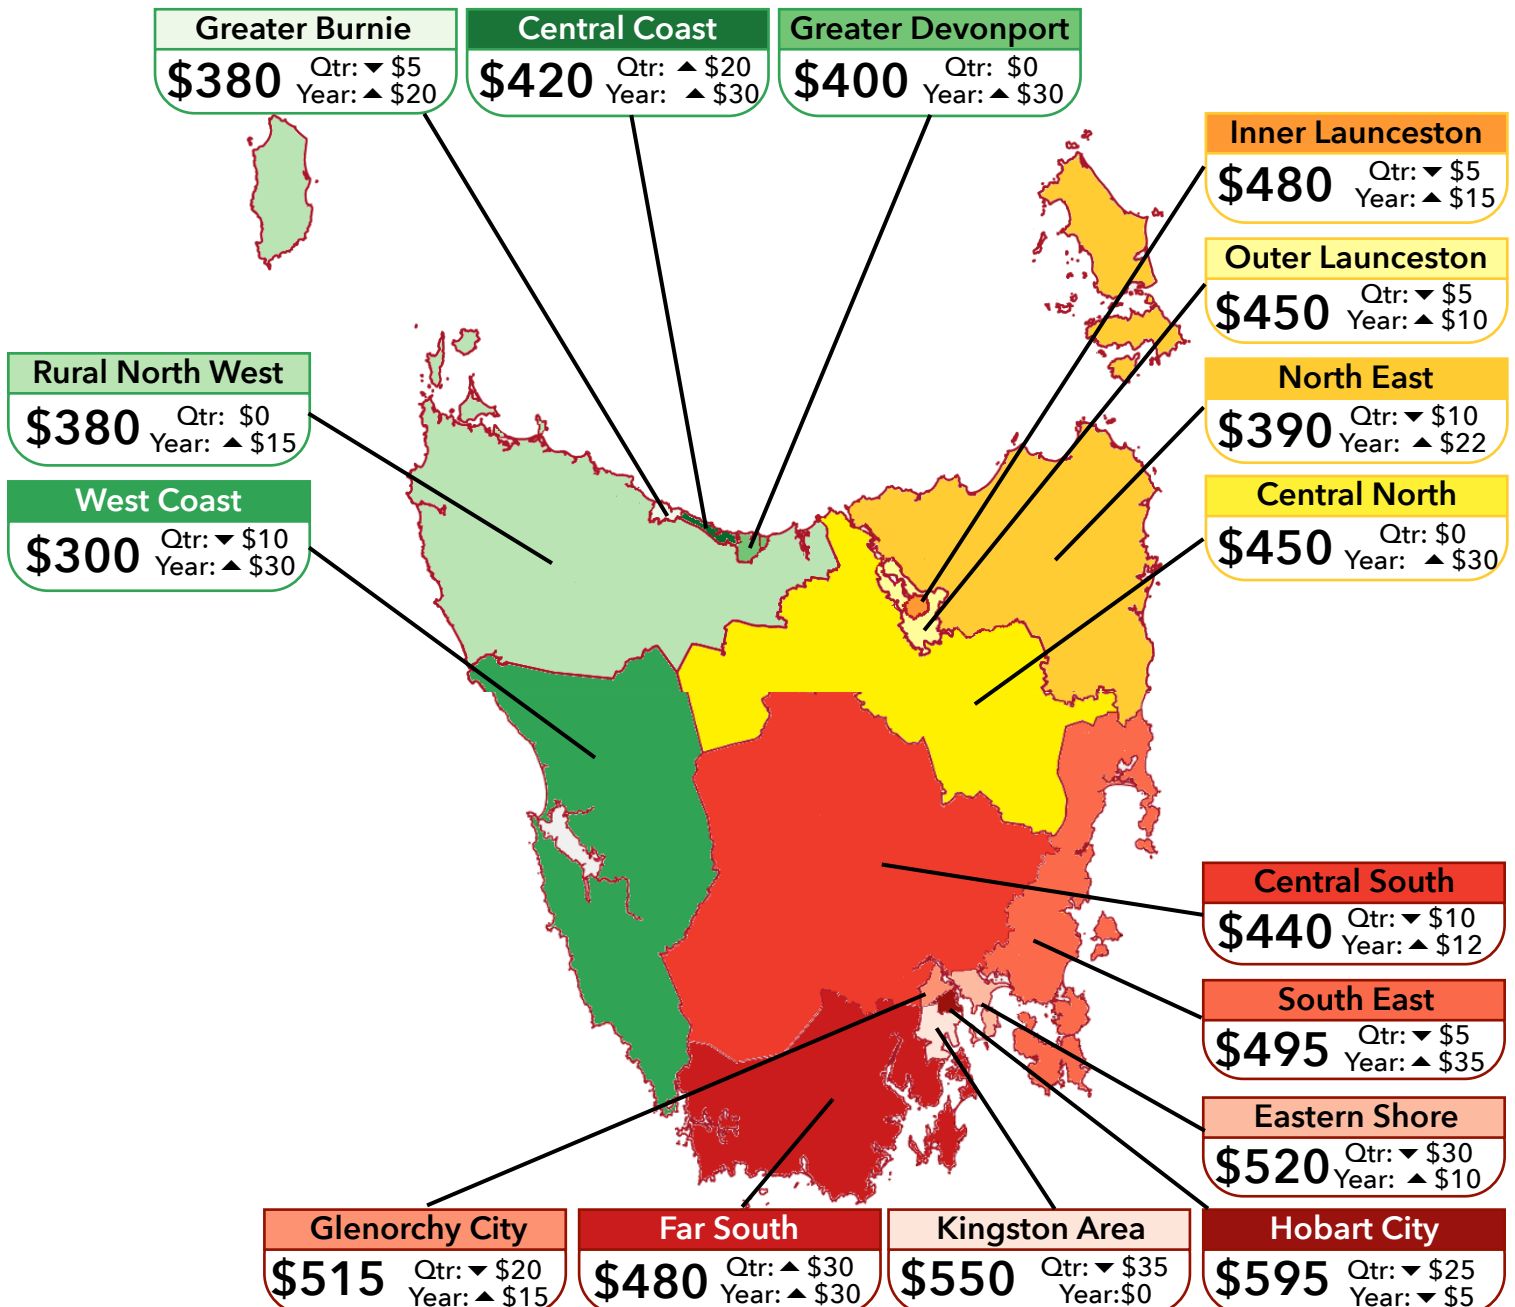 Greater Burnie
$380
Qtr: ▼ $5
Year: ▲ $20
Central Coast
$420
Qtr: ▲ $20
Year: ▲ $30
Greater Devonport
$400
Qtr: $0
Year: ▲ $30
Inner Launceston
$480
Qtr: ▼ $5
Year: ▲ $15
Outer Launceston
$450
Qtr: ▼ $5
Year: ▲ $10
Rural North West
$380
Qtr: $0
Year: ▲ $15
North East
$390
Qtr: ▼ $10
Year: ▲ $22
West Coast
$300
Qtr: ▼ $10
Year: ▲ $30
Central North
$450
Qtr: $0
Year: ▲ $30
Central South
$440
Qtr: ▼ $10
Year: ▲ $12
South East
$495
Qtr: ▼ $5
Year: ▲ $35
Eastern Shore
$520
Qtr: ▼ $30
Year: ▲ $10
Glenorchy City
$515
Qtr: ▼ $20
Year: ▲ $15
Far South
$480
Qtr: ▲ $30
Year: ▲ $30
Kingston Area
$550
Qtr: ▼ $35
Year:$0
Hobart City
$595
Qtr: ▼ $25
Year: ▼ $5